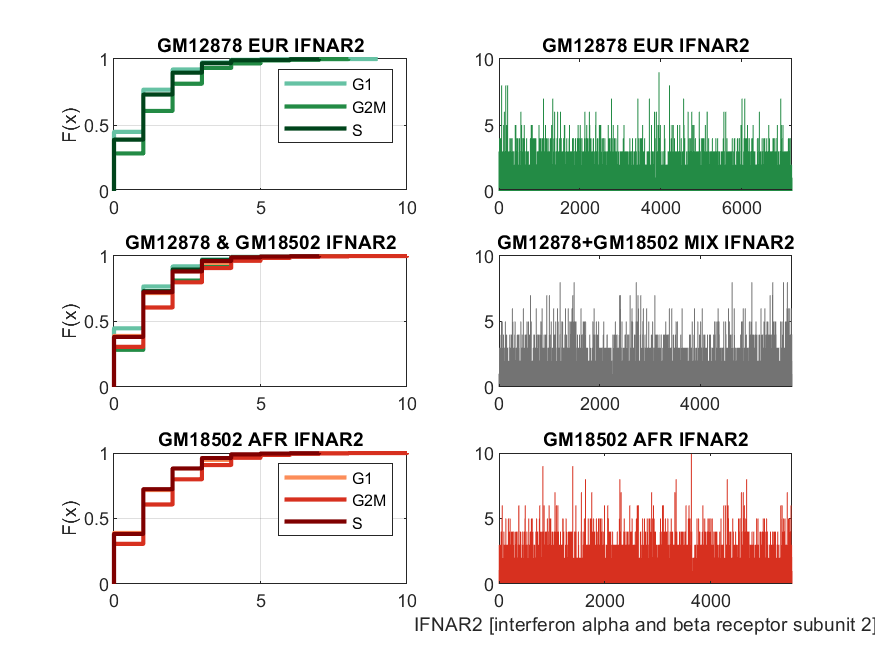 GM12878 EUR IFNAR2
1
0.5
0
F(x)
0 5 10
G1
G2M
S
GM12878 EUR IFNAR2
10
5
0
0 2000 4000 6000
GM12878 & GM18502 IFNAR2
1
0.5
0
F(x)
0 5 10
GM12878+GM18502 MIX IFNAR2
10
5
0
0 2000 4000
GM18502 AFR IFNAR2
1
0.5
0
F(x)
0 5 10
G1
G2M
S
GM18502 AFR IFNAR2
10
5
0
0 2000 4000
IFNAR2 [interferon alpha and beta receptor subunit 2]